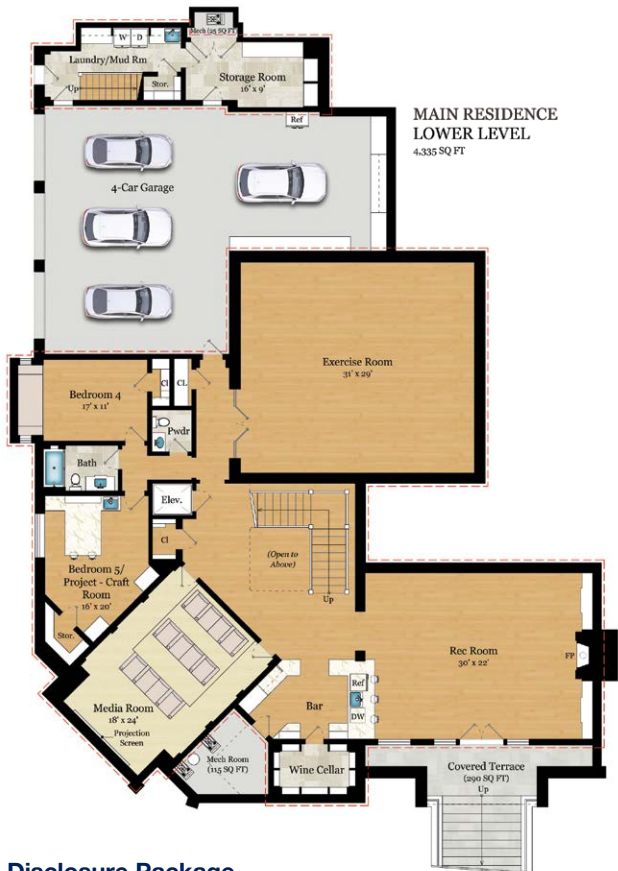 W D
Mech (25 SQ FT)
Laundry/Mud Rm
Up
Stor.
Storage Room
16' x 9'
Ref
MAIN RESIDENCE
LOWER LEVEL
4,335 SQ FT
4-Car Garage
Exercise Room
31' x 29'
Bedroom 4
17' x 11'
Cl
CL
Pwdr
Bath
Elev.
Cl
(Open to
Above)
Up
Bedroom 5/
Project - Craft
Room
16' x 20'
Stor.
Rec Room
36' x 22'
FP
Media Room
18' x 24'
Projection
Screen
Bar
Ref
DW
Mech Room
(115 SQ FT)
Wine Cellar
Covered Terrace
(290 SQ FT)
Up
Disclosure Package